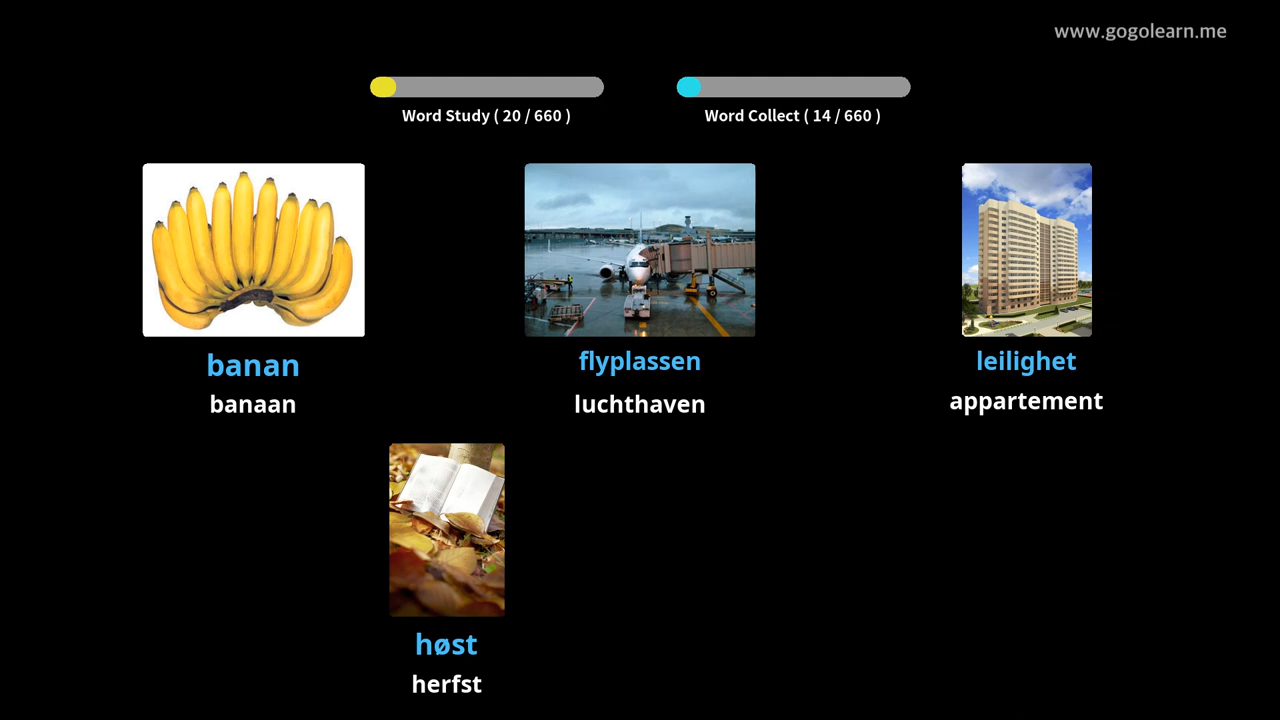 www.gogolearn.me
Word Study ( 20 / 660 )
Word Collect ( 14 / 660 )
banan
banaan
flyplassen
luchthaven
leilighet
appartement
høst
herfst